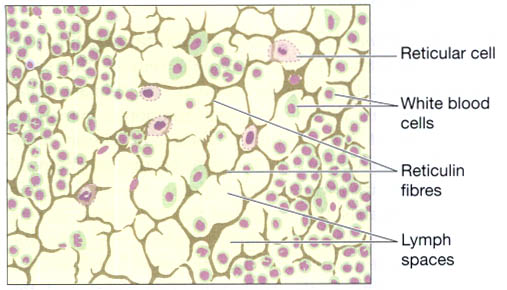 Reticular cell
White blood
cells
Reticulin
fibres
Lymph
spaces